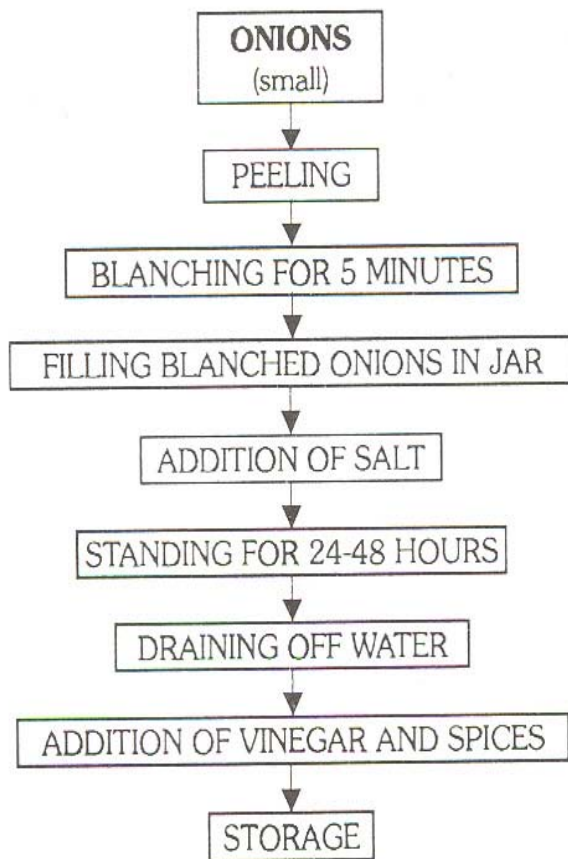 ONIONS
(small)
PEELING
BLANCHING FOR 5 MINUTES
FILLING BLANCHED ONIONS IN JAR
ADDITION OF SALT
STANDING FOR 24-48 HOURS
DRAINING OFF WATER
ADDITION OF VINEGAR AND SPICES
STORAGE